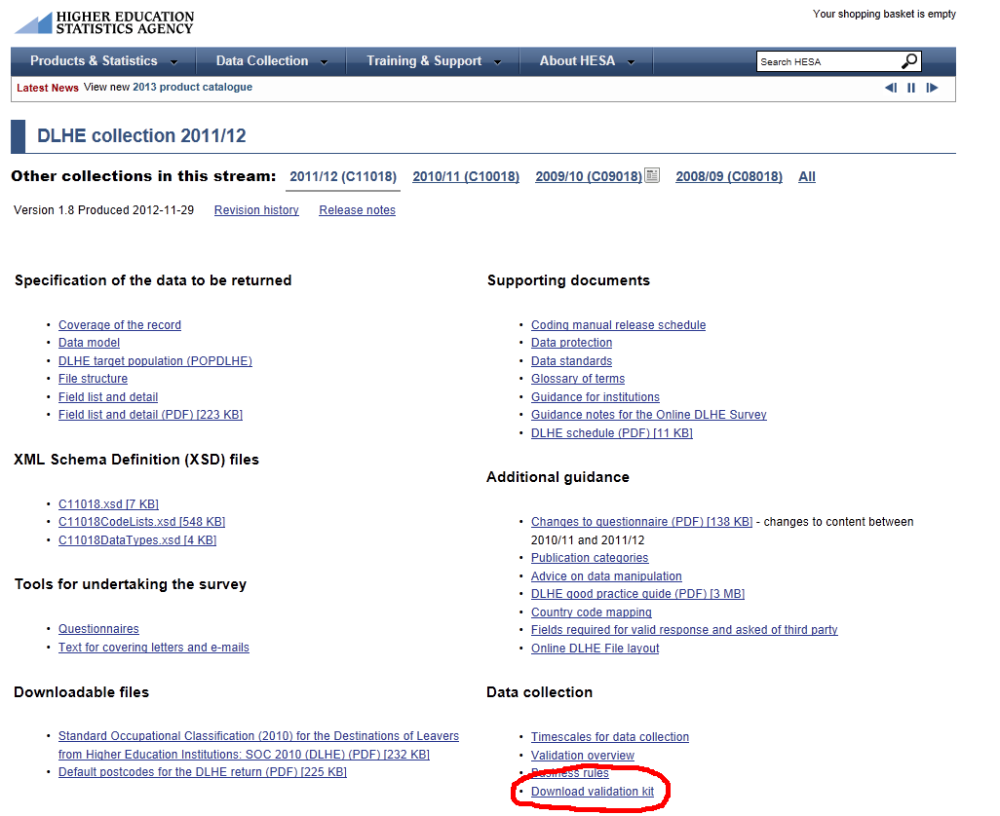 HIGHER EDUCATION
STATISTICS AGENCY
Your shopping basket is empty
Products & Statistics Data Collection Training & Support About HESA Search HESA
Latest News View new 2013 product catalogue
DLHE collection 2011/12
Other collections in this stream: 2011/12 (C11018) 2010/11 (C10018) 2009/10 (C09018) 2008/09 (C08018) All
Version 1.8 Produced 2012-11-29 Revision history Release notes
Specification of the data to be returned
• Coverage of the record
• Data model
• DLHE target population (POPDLHE)
• File structure
• Field list and detail
• Field list and detail (PDF) [223 KB]
XML Schema Definition (XSD) files
• C11018.xsd [7 KB]
• C11018CodeLists.xsd [548 KB]
• C11018DataTypes.xsd [4 KB]
Tools for undertaking the survey
• Questionnaires
• Text for covering letters and e-mails
Downloadable files
• Standard Occupational Classification (2010) for the Destinations of Leavers
from Higher Education Institutions: SOC 2010 (DLHE) (PDF) [232 KB]
• Default postcodes for the DLHE return (PDF) [225 KB]
Supporting documents
• Coding manual release schedule
• Data protection
• Data standards
• Glossary of terms
• Guidance for institutions
• Guidance notes for the Online DLHE Survey
• DLHE schedule (PDF) [11 KB]
Additional guidance
• Changes to questionnaire (PDF) [138 KB] - changes to content between
2010/11 and 2011/12
• Publication categories
• Advice on data manipulation
• DLHE good practice guide (PDF) [3 MB]
• Country code mapping
• Fields required for valid response and asked of third party
• Online DLHE File layout
Data collection
• Timescales for data collection
• Validation overview
• Business rules
• Download validation kit